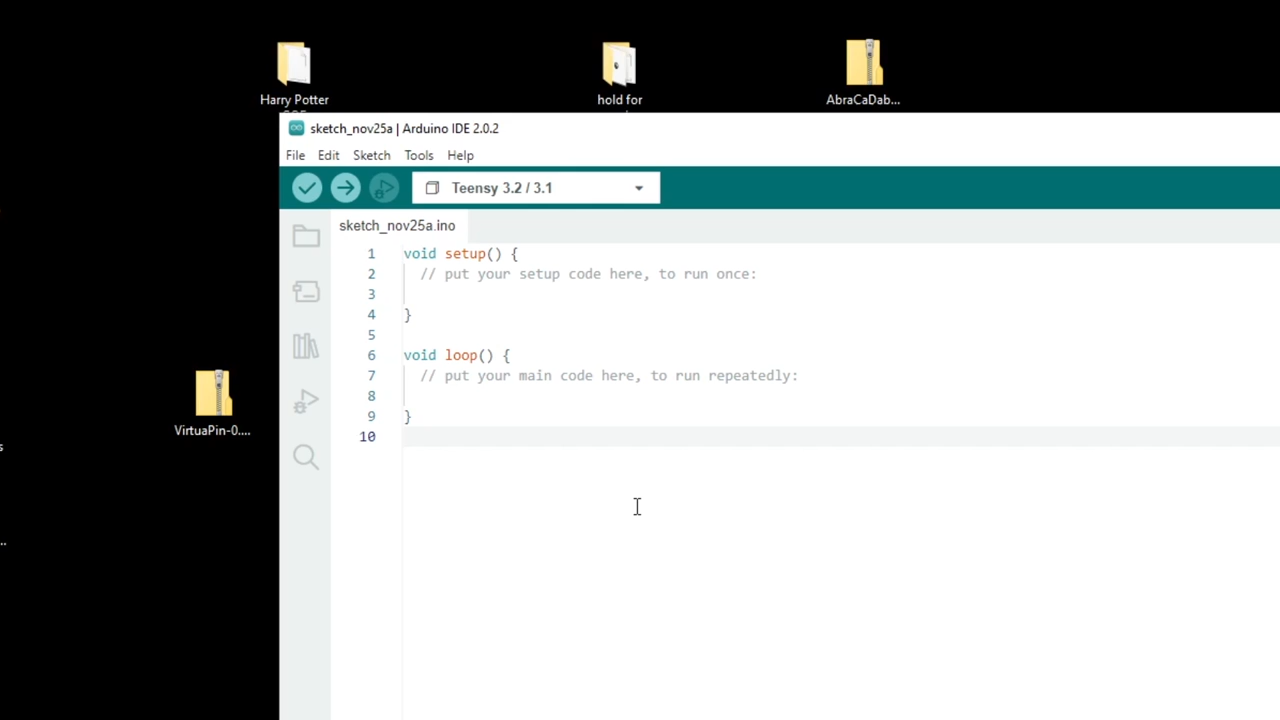 Harry Potter
hold for
AbraCaDab...
sketch_nov25a | Arduino IDE 2.0.2
File Edit Sketch Tools Help
Teensy 3.2 / 3.1
sketch_nov25a.ino
1 void setup() {
2 // put your setup code here, to run once:
3
4 }
5
6 void loop() {
7 // put your main code here, to run repeatedly:
8
9 }
10
VirtuaPin-0....
s
...